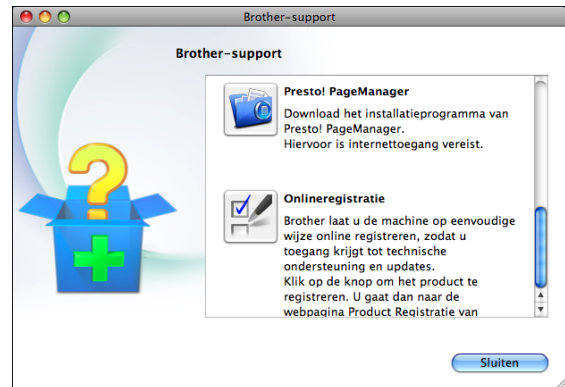 Brother-support
Brother-support
Presto! PageManager
Download het installatieprogramma van
Presto! PageManager.
Hiervoor is internettoegang vereist.
Onlineregistratie
Brother laat u de machine op eenvoudige
wijze online registreren, zodat u
toegang krijgt tot technische
ondersteuning en updates.
Klik op de knop om het product te
registreren. U gaat dan naar de
webpagina Product Registratie van
Sluiten